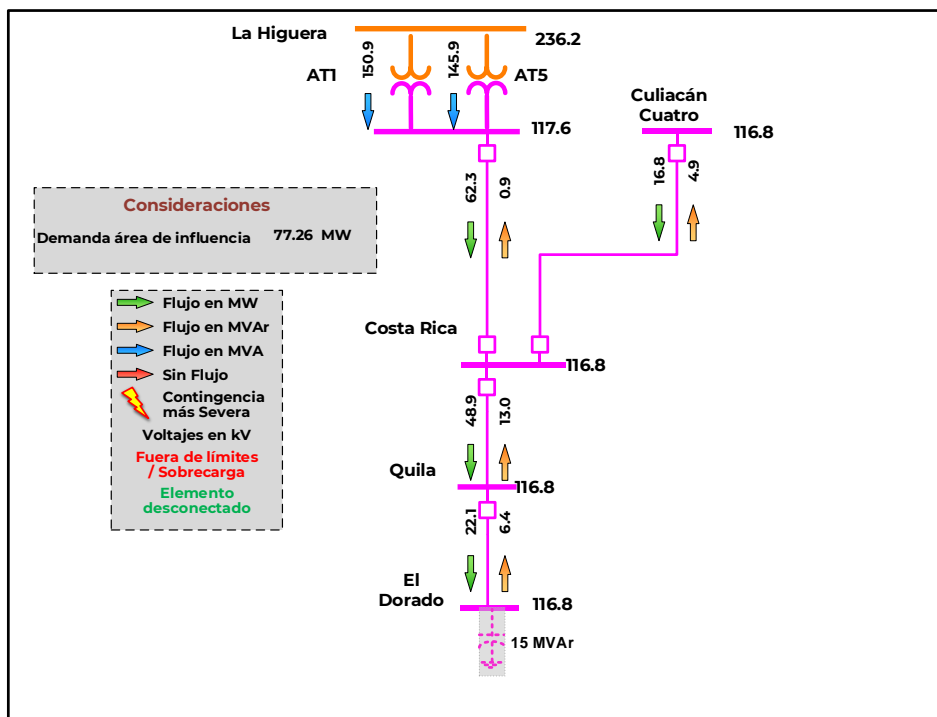 La Higuera
236.2
150.9
145.9
AT1
AT5
117.6
Culiacán
Cuatro
116.8
62.3
0.9
16.8
4.9
Consideraciones
Demanda área de influencia 77.26 MW
Flujo en MW
Flujo en MVAr
Flujo en MVA
Sin Flujo
Contingencia
más Severa
Voltajes en kV
Fuera de límites
/ Sobrecarga
Elemento
desconectado
Costa Rica
116.8
48.9
13.0
Quila
116.8
22.1
6.4
El
Dorado
116.8
15 MVAr